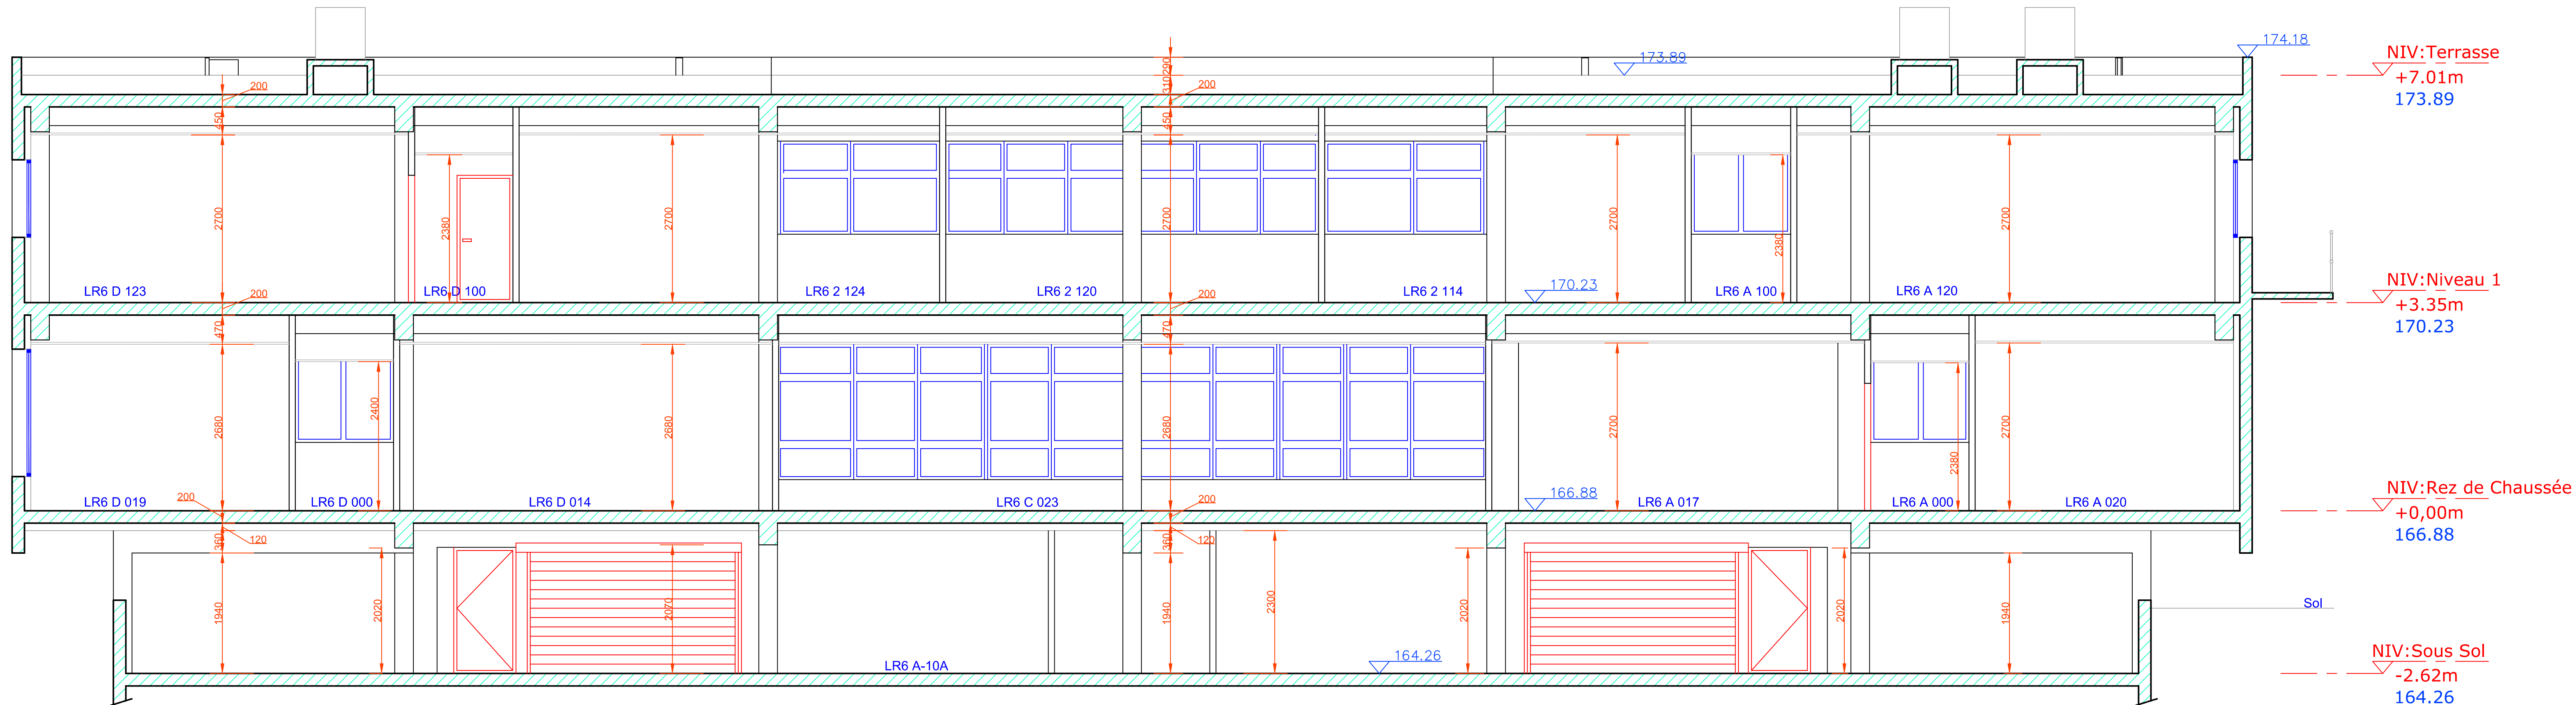 174.18
173.89
NIV:Terrasse
+7.01m
173.89
290
310
200
200
450
450
2700
2380
2700
2700
2700
2380
2700
LR6 D 123
LR6 D 100
LR6 2 124
LR6 2 120
LR6 2 114
LR6 A 100
LR6 A 120
170.23
NIV:Niveau 1
+3.35m
170.23
200
200
470
470
2680
2400
2680
2680
2700
2380
2700
LR6 D 019
LR6 D 000
LR6 D 014
LR6 C 023
LR6 A 017
LR6 A 000
LR6 A 020
166.88
NIV:Rez de Chaussée
+0,00m
166.88
200
200
360
120
360
120
1940
2020
2070
1940
2300
2020
2020
1940
Sol
LR6 A-10A
164.26
NIV:Sous Sol
-2.62m
164.26